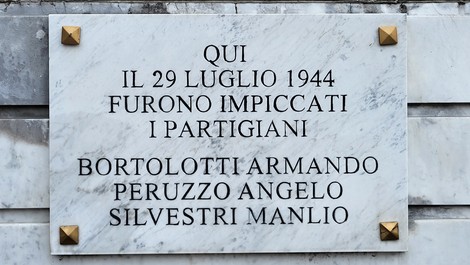 QUI
IL 29 LUGLIO 1944
FURONO IMPICCATI
I PARTIGIANI
BORTOLOTTI ARMANDO
PERUZZO ANGELO
SILVESTRI MANLIO